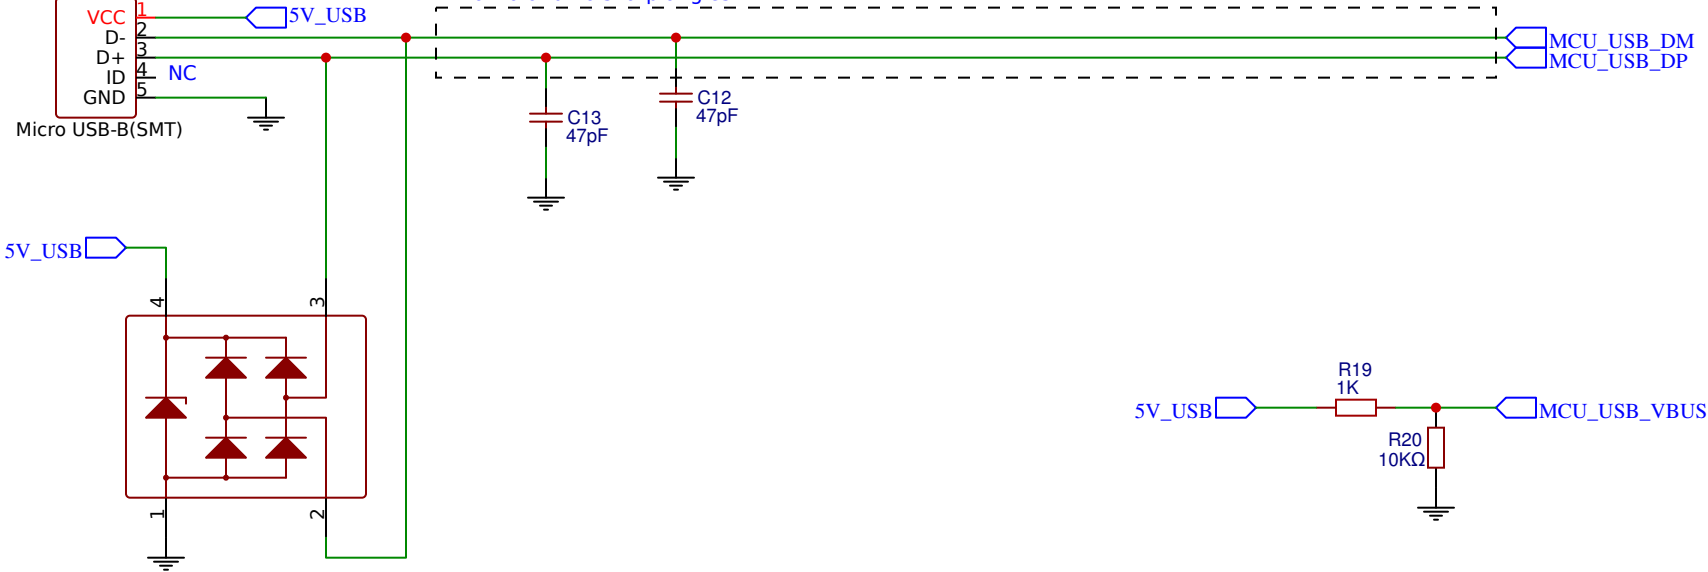 VCC 1
5V_USB
D- 2
D+ 3
ID 4
NC
GND 5
Micro USB-B(SMT)
MCU_USB_DM
MCU_USB_DP
C12
47pF
C13
47pF
5V_USB
4
3
1
2
R19
1K
5V_USB
MCU_USB_VBUS
R20
10KΩ